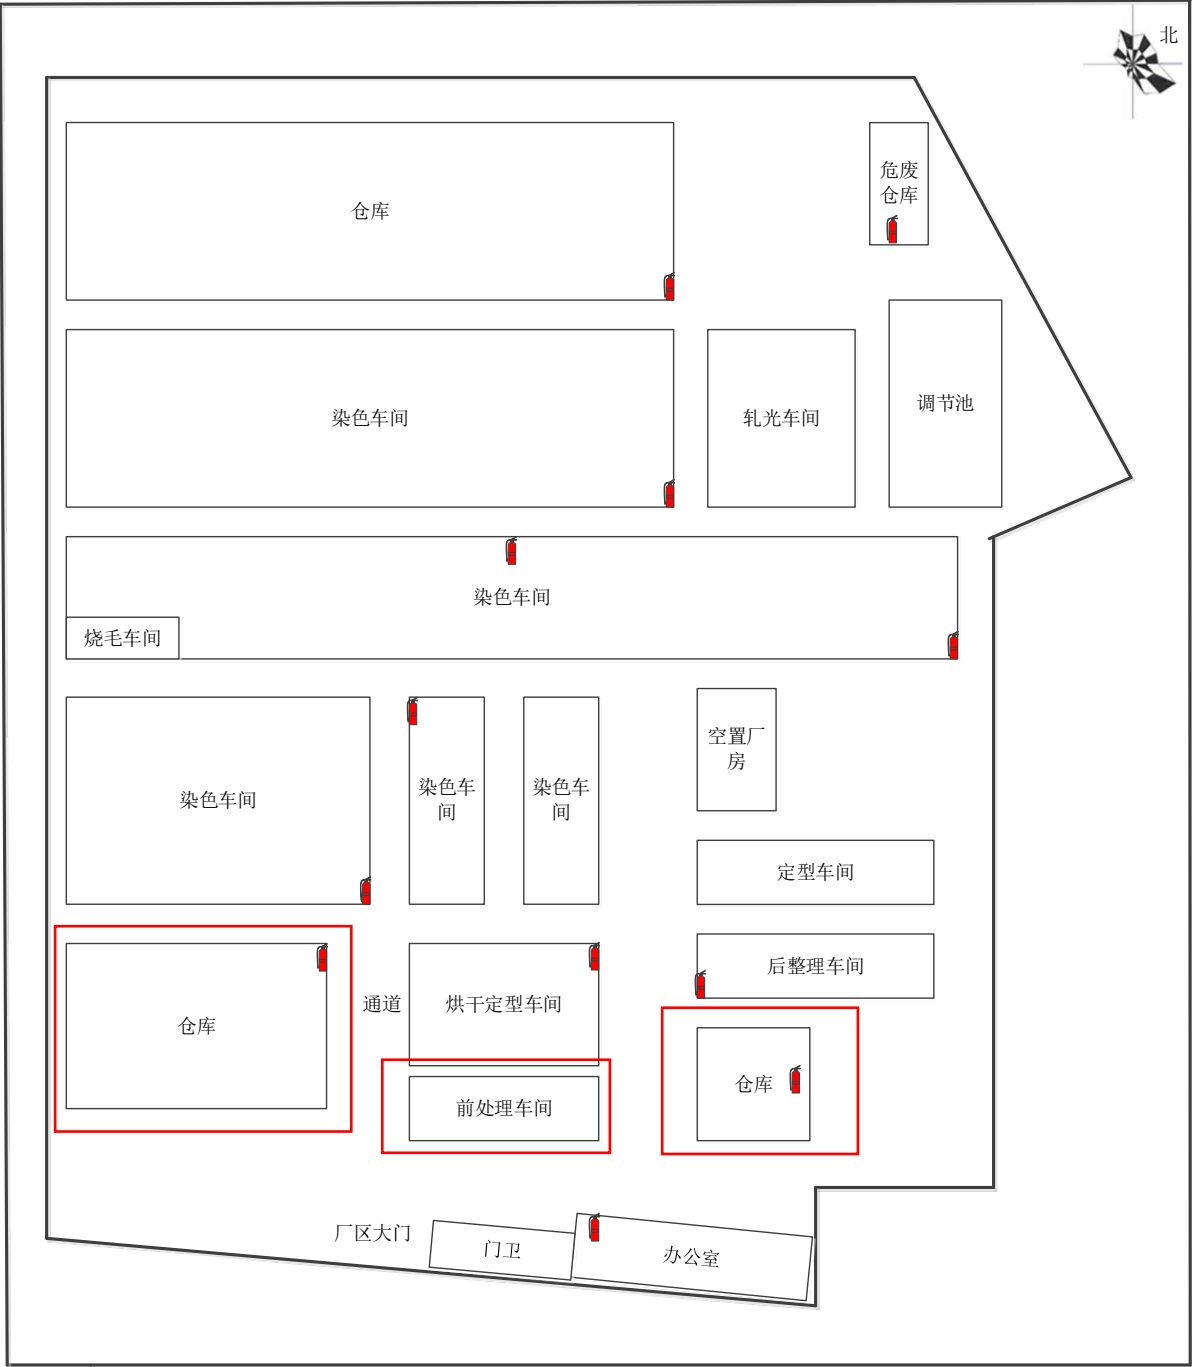 北
危废
仓库
仓库
染色车间
轧光车间
调节池
染色车间
烧毛车间
空置厂
房
染色车间
染色车
间
染色车
间
定型车间
后整理车间
仓库
通道
烘干定型车间
仓库
前处理车间
厂区大门
门卫
办公室